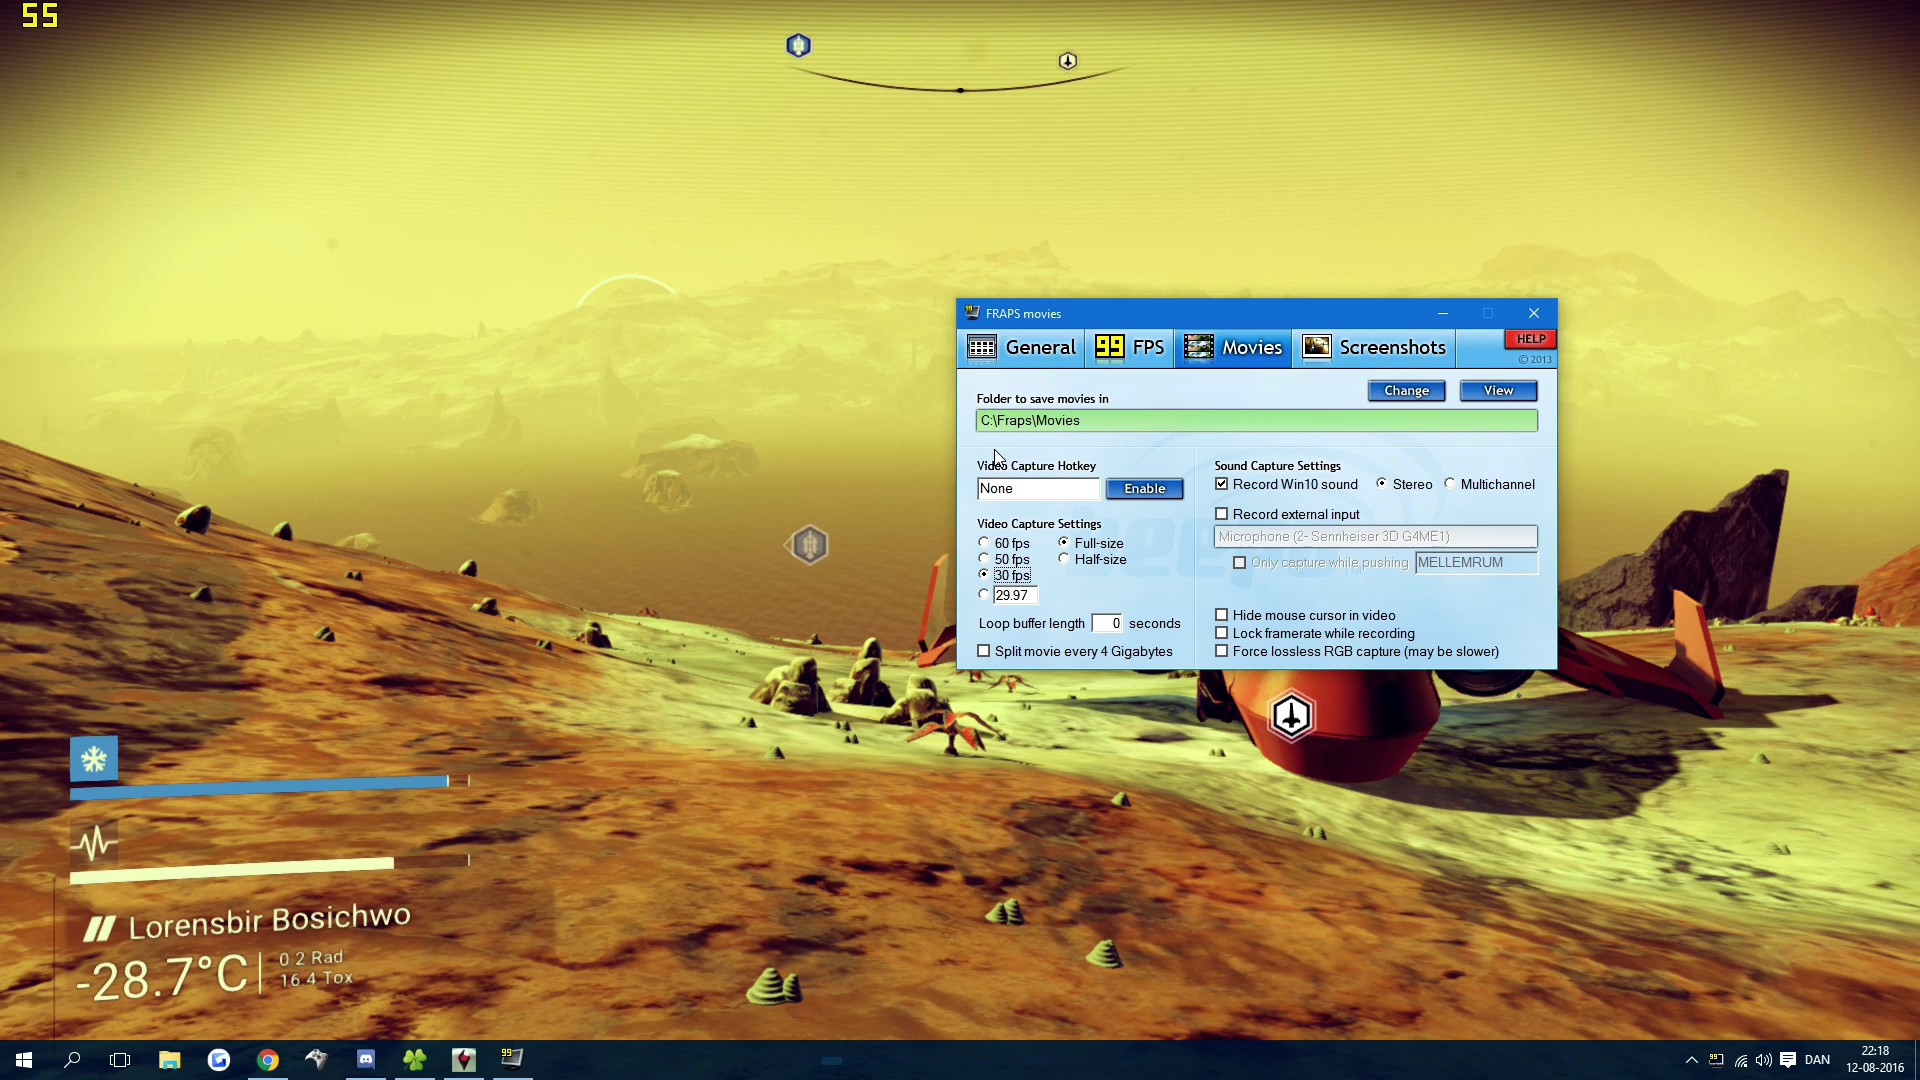 55
FRAPS movies
General
99 FPS
Movies
Screenshots
HELP
© 2013
Folder to save movies in
Change
View
C:\Fraps\Movies
Video Capture Hotkey
None
Enable
Video Capture Settings
60 fps
Full-size
50 fps
Half-size
30 fps
29.97
Loop buffer length 0 seconds
Split movie every 4 Gigabytes
Sound Capture Settings
Record Win10 sound
Stereo
Multichannel
Record external input
Microphone (2- Sennheiser 3D G4ME1)
Only capture while pushing MELLEMRUM
Hide mouse cursor in video
Lock framerate while recording
Force lossless RGB capture (may be slower)
Lorensbir Bosichwo
-28.7°C
0 2 Rad
16.4 Tox
99
99
DAN
22:18
12-08-2016